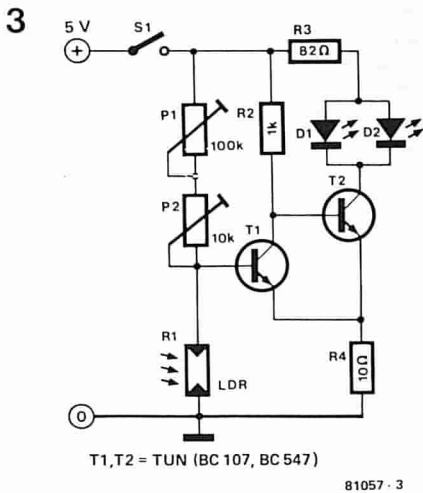 3
5 V
S1
R3
82Ω
P1
100k
R2
1k
D1
D2
P2
10k
T1
T2
R1
LDR
R4
10Ω
+
0
T1,T2 = TUN (BC 107, BC 547)
81057 - 3